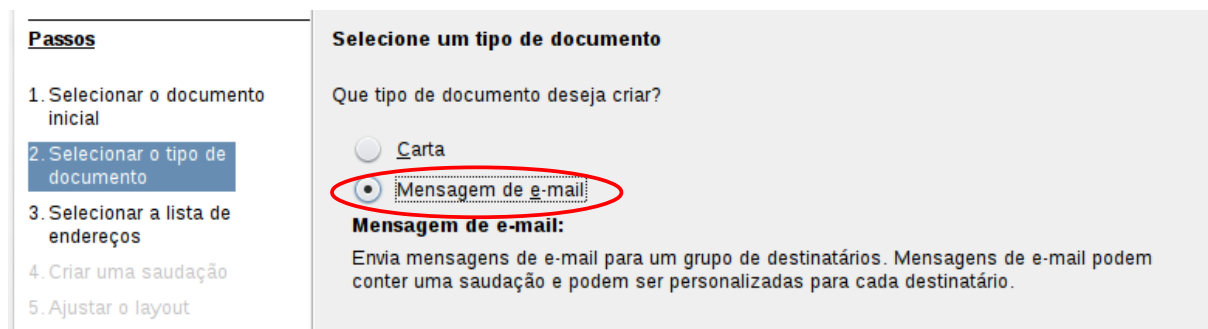 Passos
1. Selecionar o documento
inicial
2. Selecionar o tipo de
documento
3. Selecionar a lista de
endereços
4. Criar uma saudação
5. Ajustar o layout
Selecione um tipo de documento
Que tipo de documento deseja criar?
Carta
Mensagem de e-mail
Mensagem de e-mail:
Envia mensagens de e-mail para um grupo de destinatários. Mensagens de e-mail podem
conter uma saudação e podem ser personalizadas para cada destinatário.